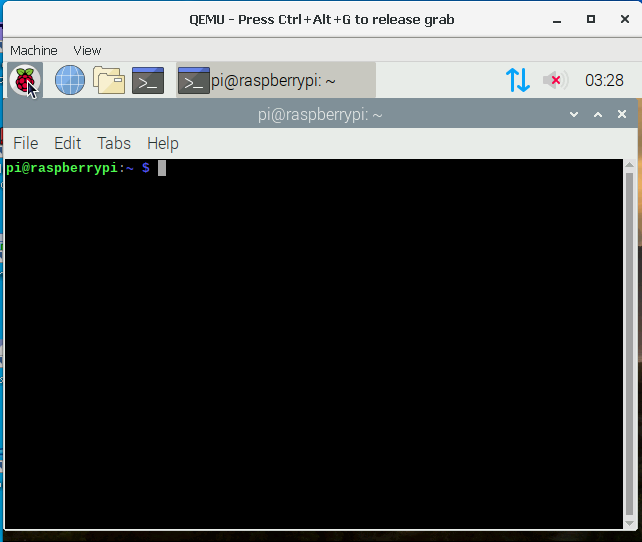 QEMU - Press Ctrl+Alt+G to release grab
Machine View
>_ >_ pi@raspberrypi: ~ 03:28
pi@raspberrypi: ~
File Edit Tabs Help
pi@raspberrypi:~ $